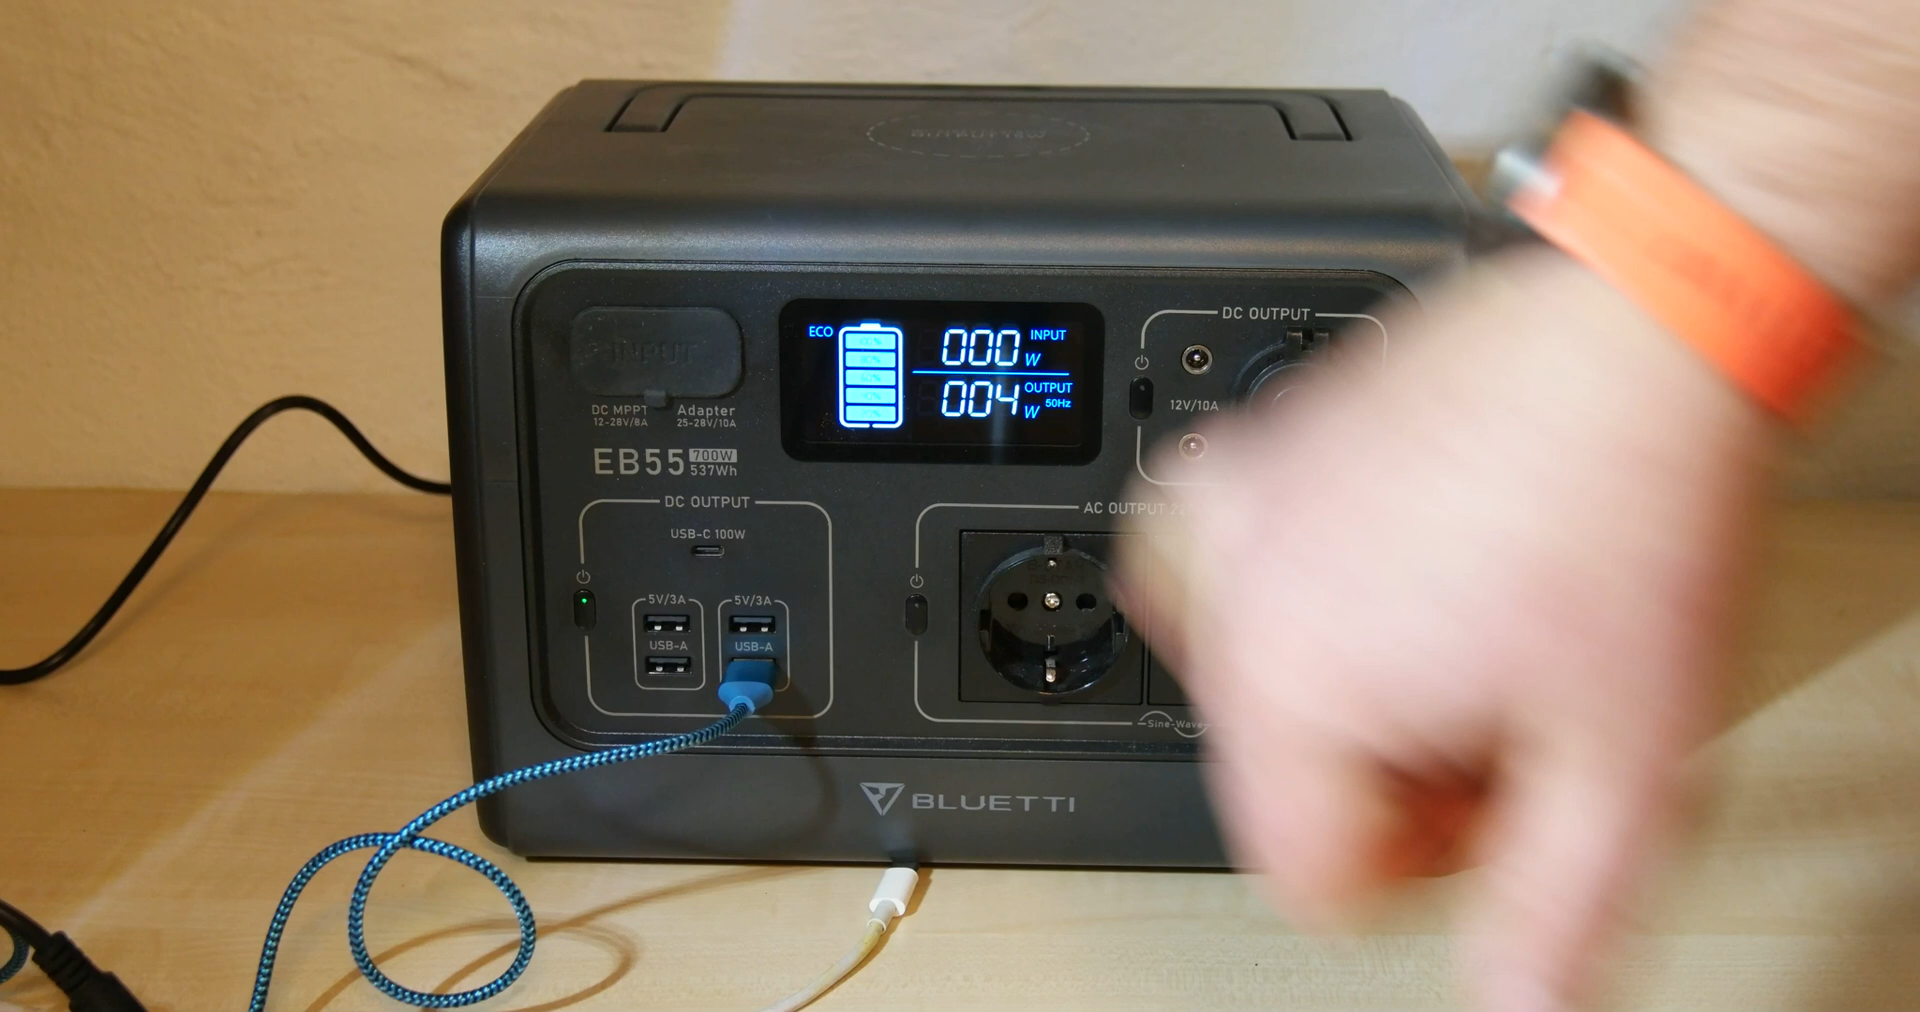 ECO
000 W INPUT
004 W OUTPUT
50Hz
INPUT
DC MPPT
12-28V/8A
Adapter
25-28V/10A
EB55 700W
537Wh
DC OUTPUT
12V/10A
DC OUTPUT
USB-C 100W
5V/3A
5V/3A
USB-A
USB-A
AC OUTPUT
Sine-Wave
BLUETTI